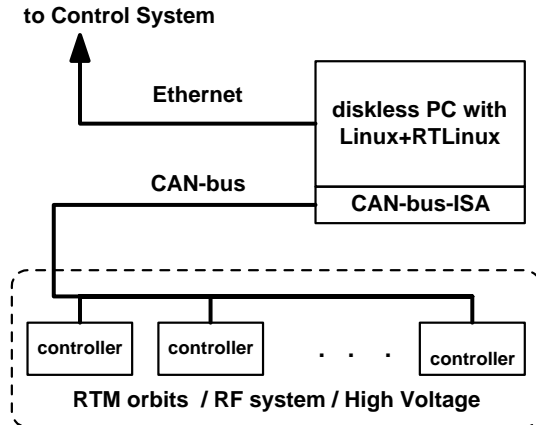 to Control System
Ethernet
diskless PC with
Linux+RTLinux
CAN-bus
CAN-bus-ISA
controller
controller
. . .
controller
RTM orbits / RF system / High Voltage